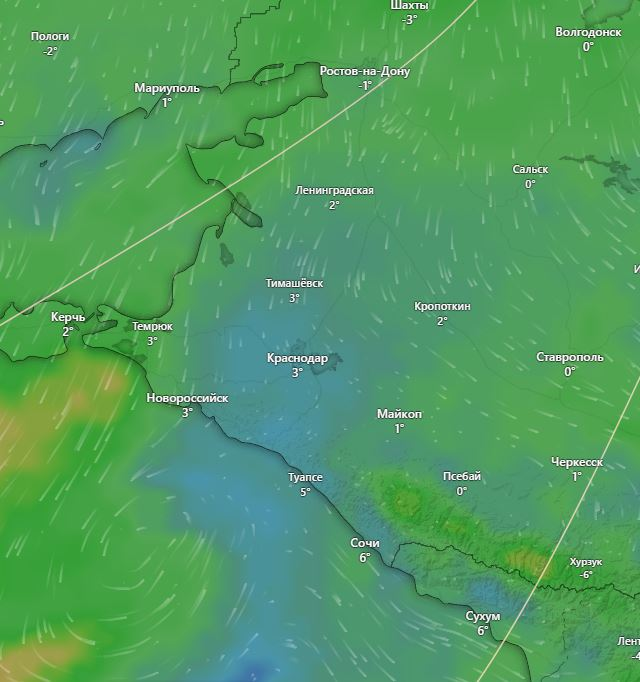 Шахты
-3°
Пологи
-2°
Волгодонск
0°
Ростов-на-Дону
-1°
Мариуполь
1°
Сальск
0°
Ленинградская
2°
Тимашёвск
3°
Кропоткин
2°
Керчь
2°
Темрюк
3°
Краснодар
3°
Ставрополь
0°
Новороссийск
3°
Майкоп
1°
Черкесск
1°
Псебай
0°
Туапсе
5°
Сочи
6°
Хурзук
-6°
Сухум
6°
Лент
-4